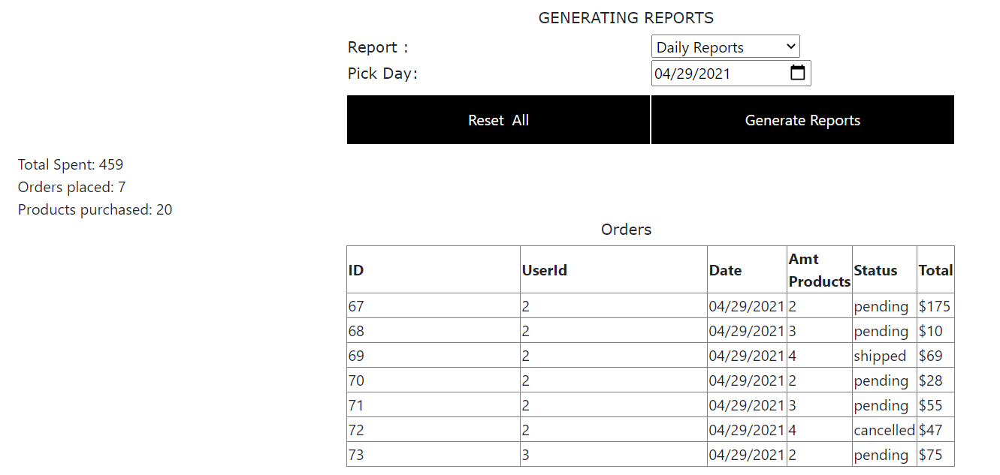 GENERATING REPORTS
Report :
Daily Reports
Pick Day:
04/29/2021
Reset All
Generate Reports
Total Spent: 459
Orders placed: 7
Products purchased: 20
Orders
ID UserId Date Amt Products Status Total
67 2 04/29/2021 2 pending $175
68 2 04/29/2021 3 pending $10
69 2 04/29/2021 4 shipped $69
70 2 04/29/2021 2 pending $28
71 2 04/29/2021 3 pending $55
72 2 04/29/2021 4 cancelled $47
73 3 04/29/2021 2 pending $75